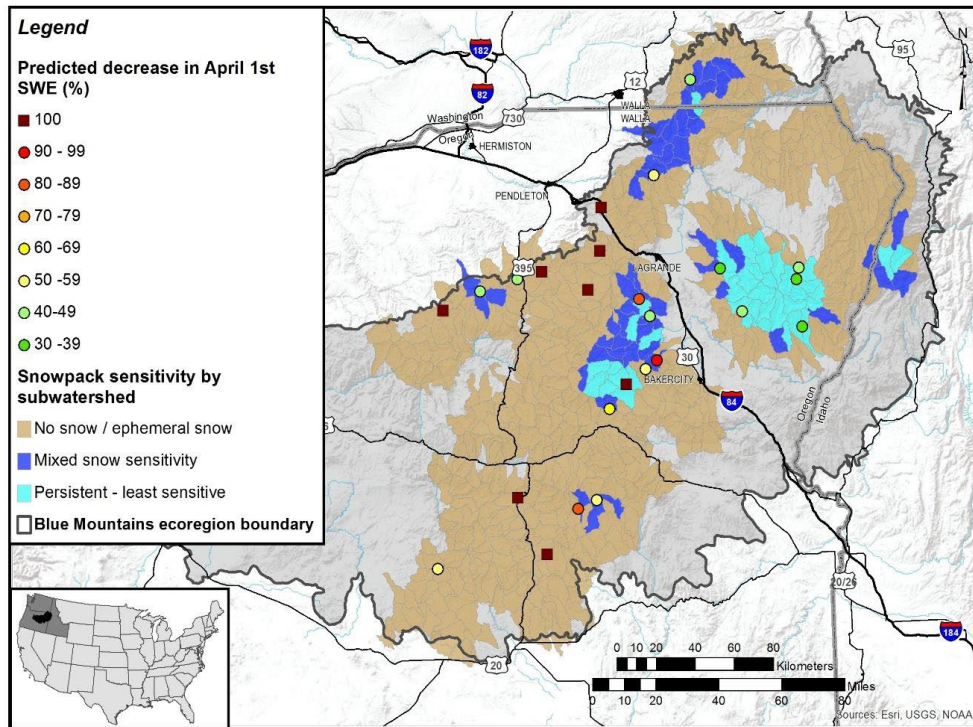 Legend
Predicted decrease in April 1st
SWE (%)
100
90 - 99
80 -89
70 -79
60 -69
50 -59
40-49
30 -39
Snowpack sensitivity by
subwatershed
No snow / ephemeral snow
Mixed snow sensitivity
Persistent - least sensitive
Blue Mountains ecoregion boundary
N
182
95
12
82
WALLA
WALLA
Washington
730
Oregon
HERMISTON
PENDLETON
395
LAGRANDE
30
BAKERCITY
84
Oregon
Idaho
20/26
184
20
0 10 20 40 60 80
Kilometers
0 10 20 40 60 80
Miles
Sources: Esri, USGS, NOAA